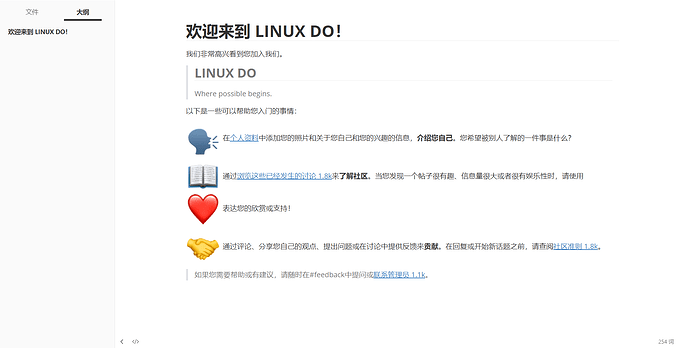 文件 大纲
欢迎来到 LINUX DO!
欢迎来到 LINUX DO!
我们非常高兴看到您加入我们。
LINUX DO
Where possible begins.
以下是一些可以帮助您入门的事情：
在个人资料中添加您的照片和关于您自己和您的兴趣的信息，介绍您自己。您希望被别人了解的一件事是什么?
通过浏览这些已经发生的讨论 1.8k来了解社区。当您发现一个帖子很有趣、信息量很大或者很有娱乐性时，请使用
表达您的欣赏或支持!
通过评论、分享您自己的观点、提出问题或在讨论中提供反馈来贡献。在回复或开始新话题之前，请查阅社区准则 1.8k。
如果您需要帮助或有建议，请随时在#feedback中提问或联系管理员 1.1k。
254 词